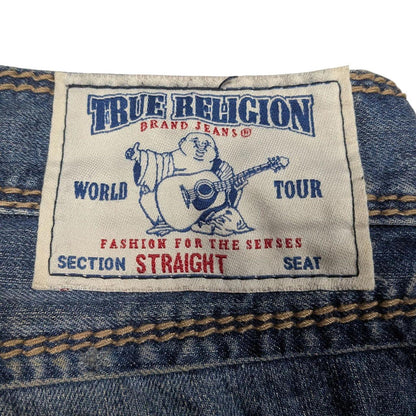 TRUE RELIGION
BRAND JEANS®
WORLD TOUR
FASHION FOR THE SENSES
SECTION STRAIGHT SEAT